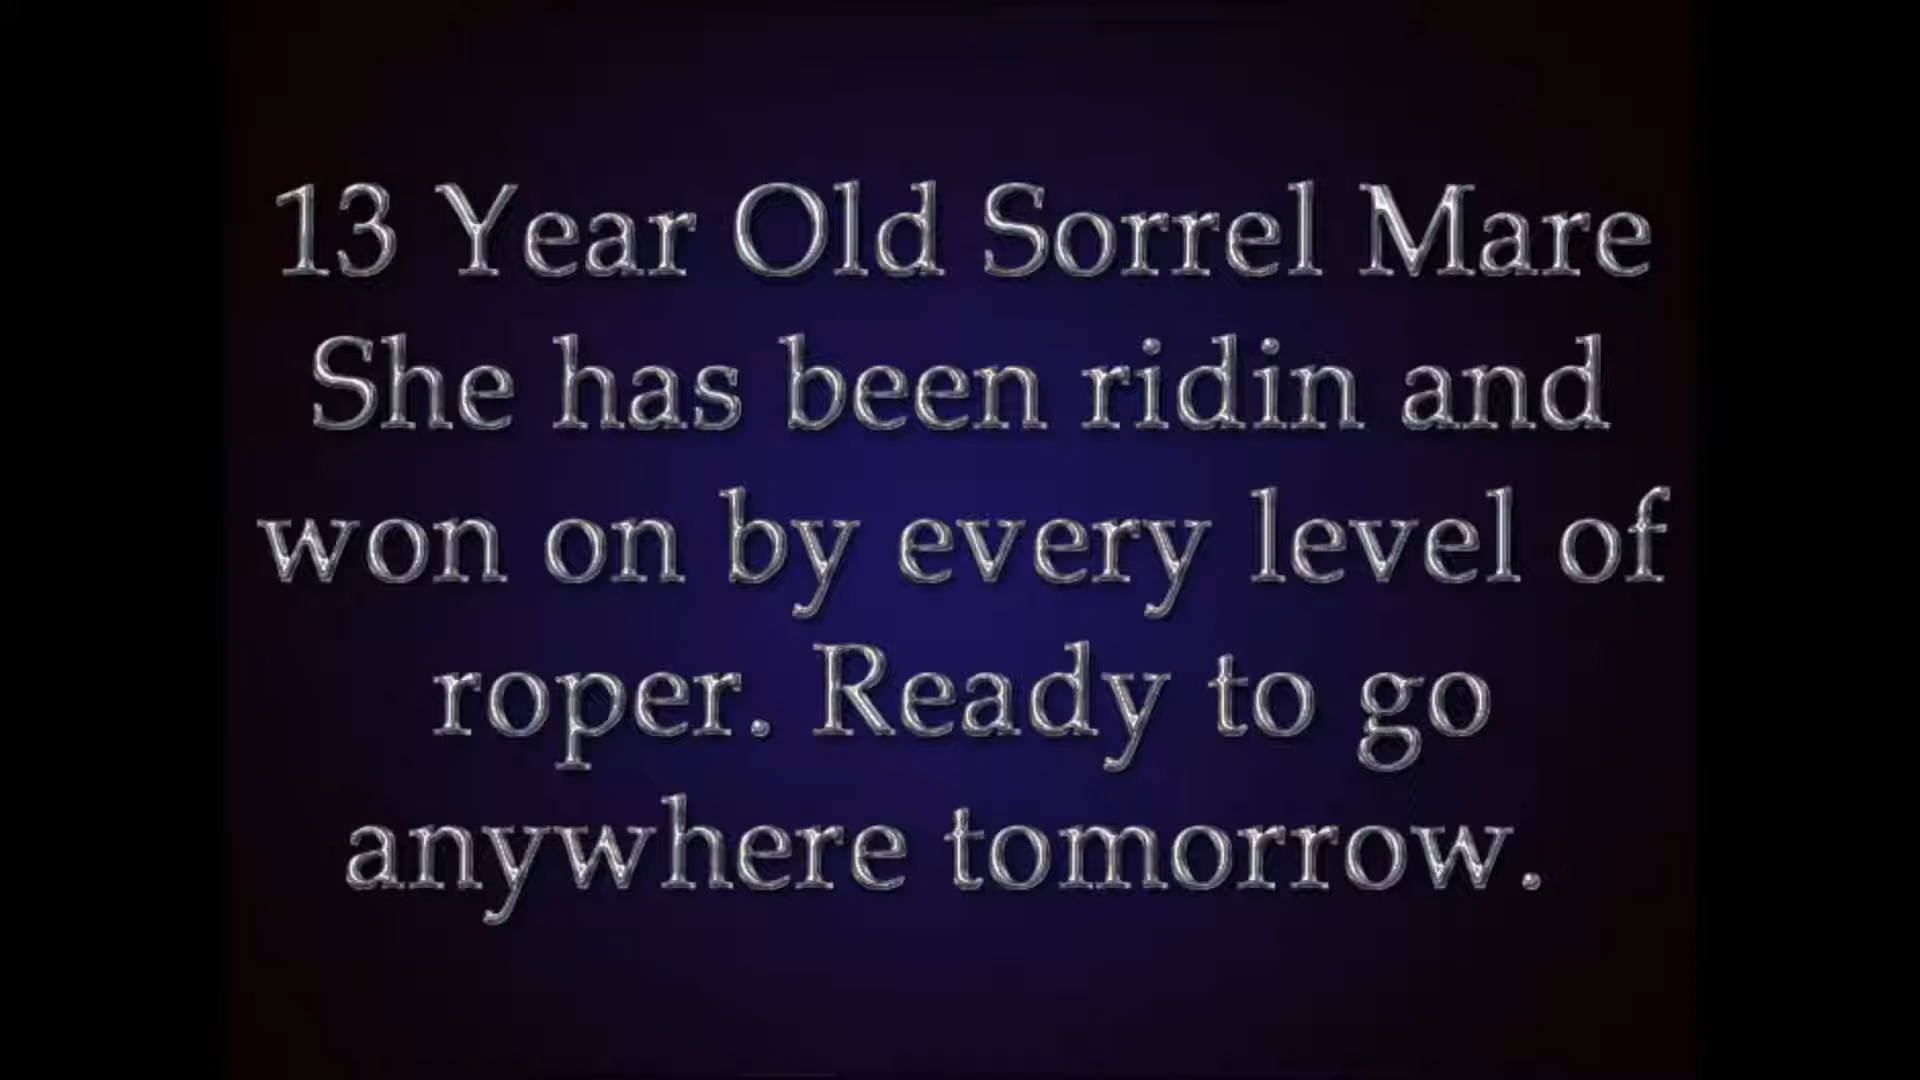 13 Year Old Sorrel Mare
She has been ridin and
won on by every level of
roper. Ready to go
anywhere tomorrow.